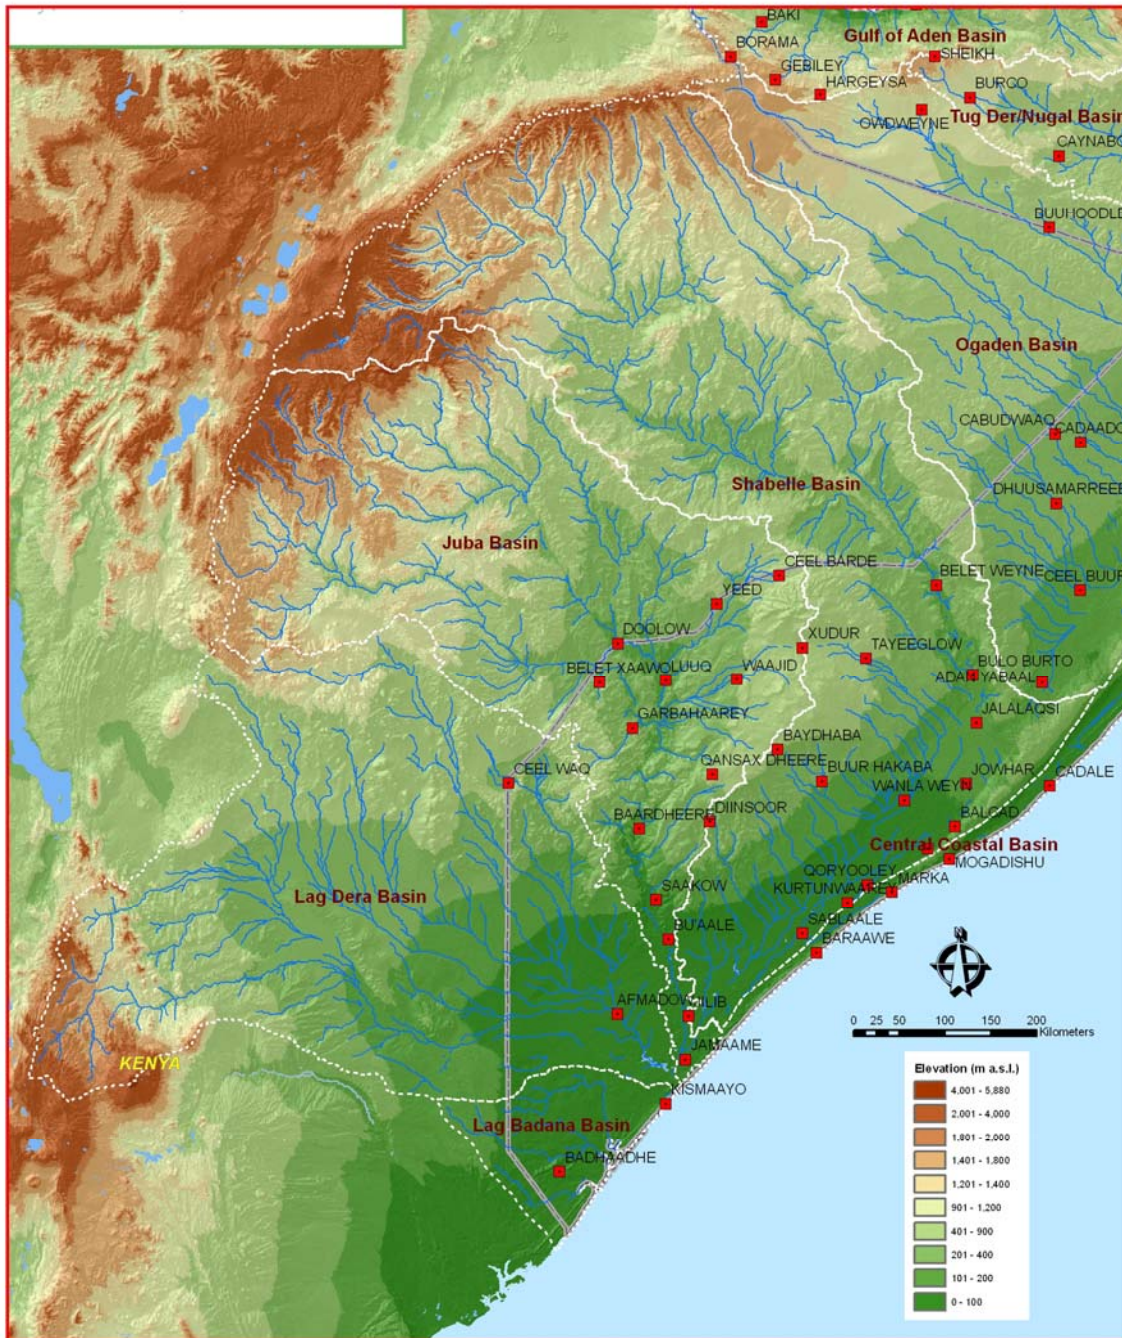 BAKI
Gulf of Aden Basin
BORAMA
SHEIKH
GEBILEY
HARGEYSA
BURCO
OWDWEYNE
Tug Der/Nugal Basin
CAYNABO
BUUHOODLE
Ogaden Basin
CABUDWAAQ
CADAADO
Shabelle Basin
DHUUSAMARREEB
Juba Basin
CEEL BARDE
BELET WEYNE
CEEL BUUR
YEED
DOOLOW
XUDUR
TAYEEGLOW
BELET XAAWO
LUUQ
WAAJID
BULO BURTO
ADAN YABAAL
GARBAHAAREY
JALALAQSI
BAYDHABA
CEEL WAQ
QANSAX DHEERE
BUUR HAKABA
JOWHAR
CADALE
WANLA WEYN
BAARDHEERE
DIINSOOR
BALCAD
Central Coastal Basin
MOGADISHU
Lag Dera Basin
SAAKOW
QORYOOLEY
MARKA
KURTUNWAAREY
BU'AALE
SABLAALE
BARAAWE
AFMADOW
JILIB
N
0 25 50 100 150 200
Kilometers
JAMAAME
KENYA
KISMAAYO
Lag Badana Basin
BADHAADHE
Elevation (m a.s.l.)
4,001 - 5,880
2,001 - 4,000
1,801 - 2,000
1,401 - 1,800
1,201 - 1,400
901 - 1,200
401 - 900
201 - 400
101 - 200
0 - 100